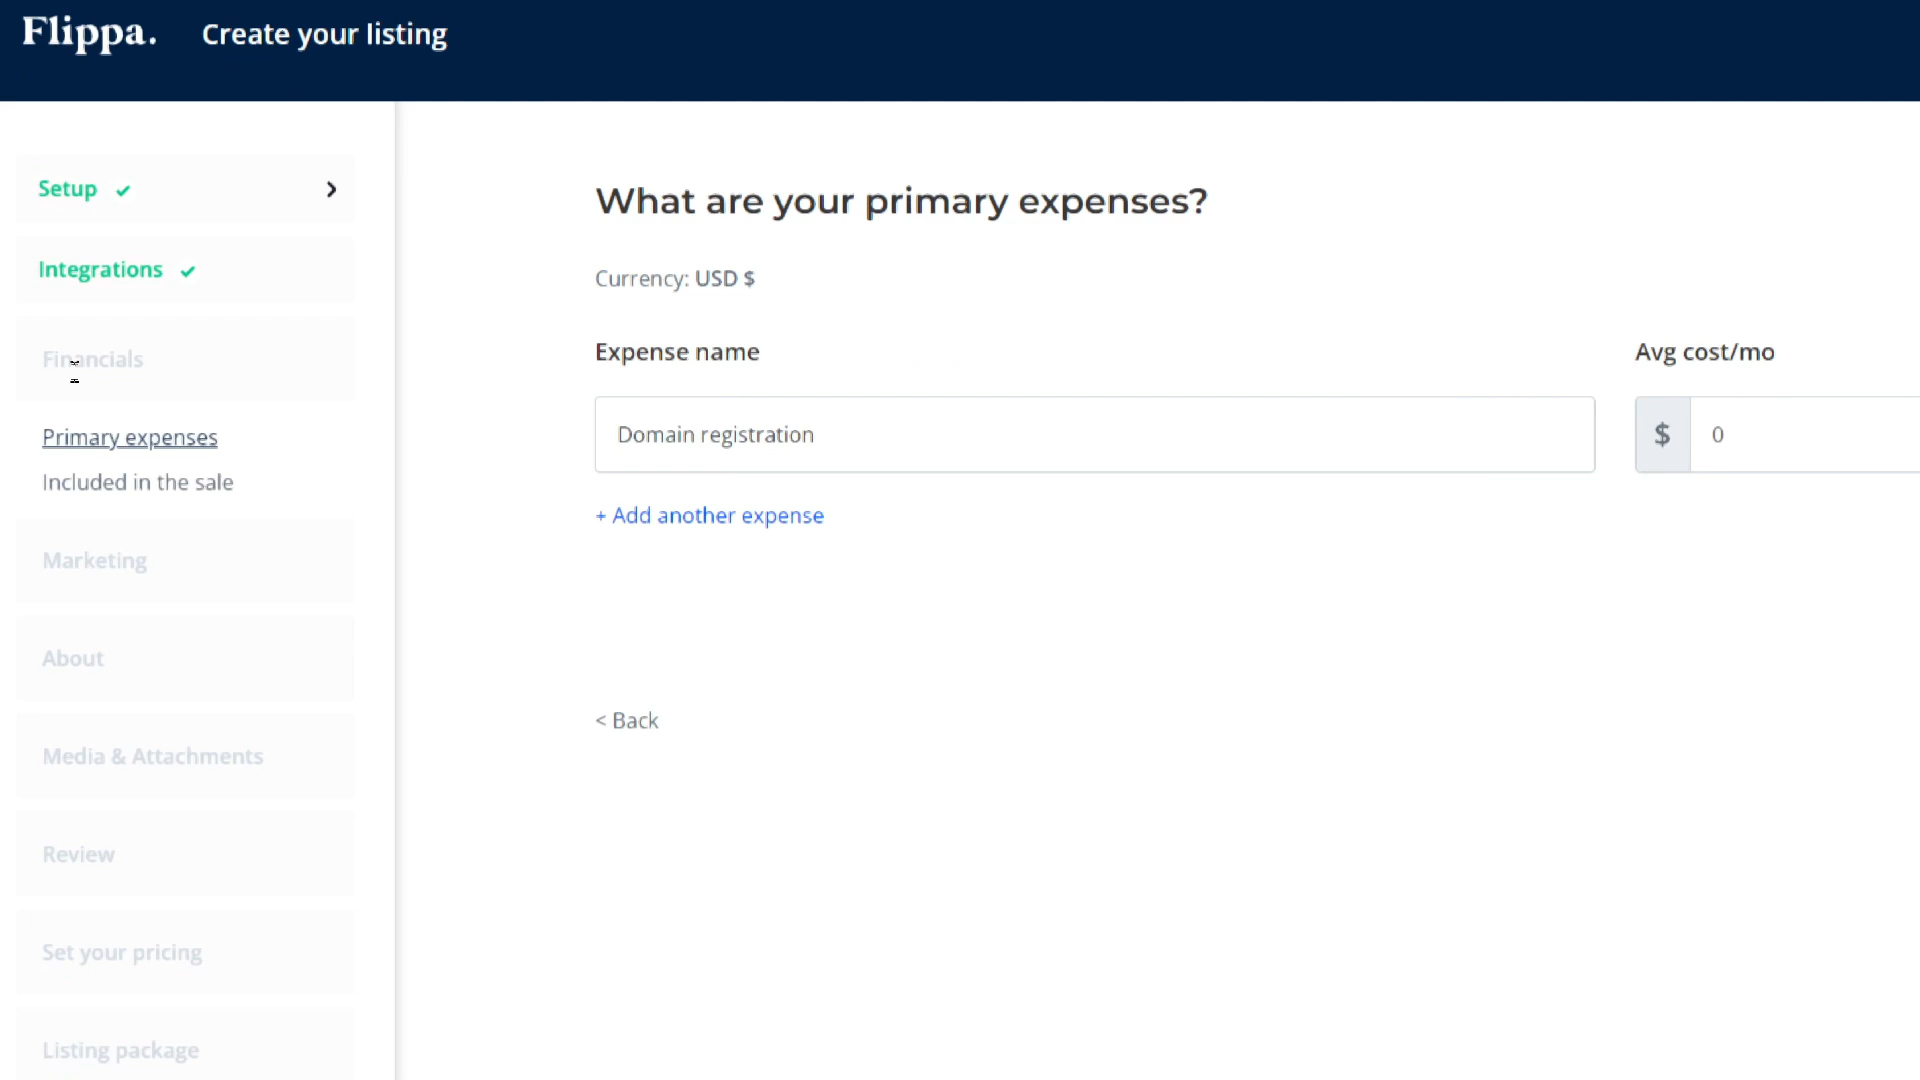 Flippa. Create your listing
Setup
Integrations
Financials
Primary expenses
Included in the sale
Marketing
About
Media & Attachments
Review
Set your pricing
Listing package
What are your primary expenses?
Currency: USD $
Expense name
Avg cost/mo
Domain registration
$ 0
+ Add another expense
< Back